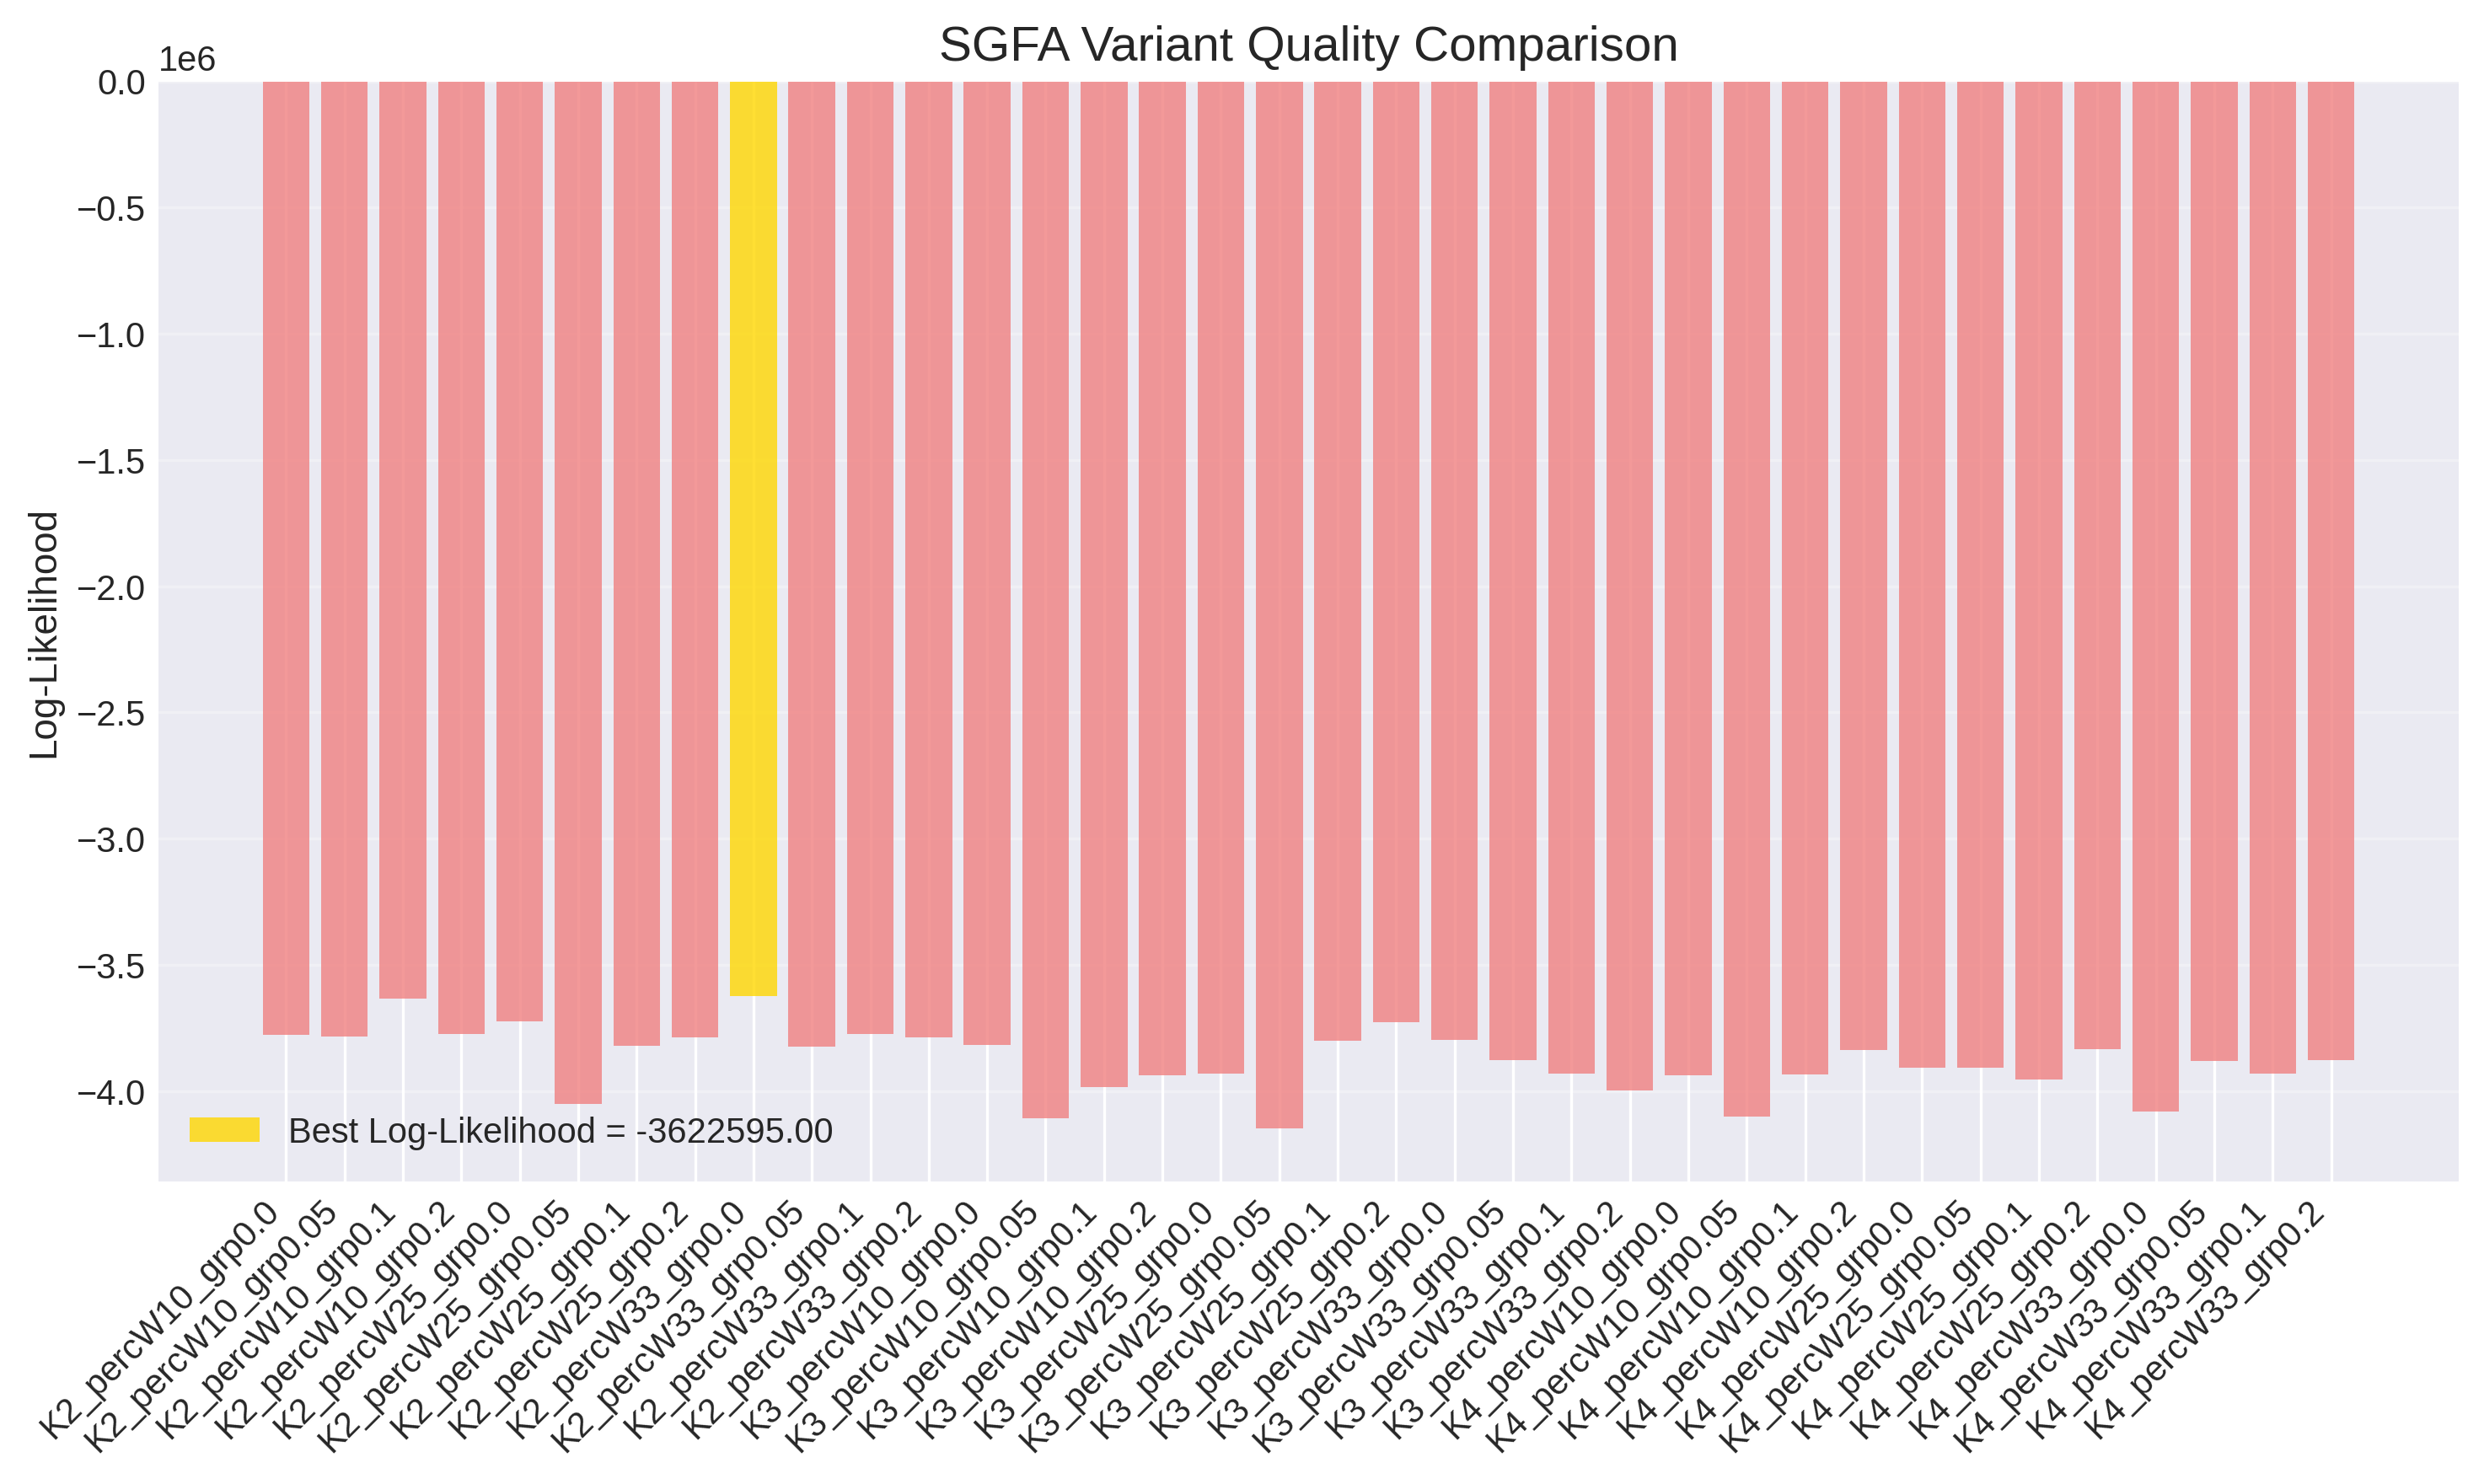 SGFA Variant Quality Comparison
1e6
0.0
−0.5
−1.0
−1.5
−2.0
−2.5
−3.0
−3.5
−4.0
Log-Likelihood
Best Log-Likelihood = -3622595.00
K2_percW10_grp0.0
K2_percW10_grp0.05
K2_percW10_grp0.1
K2_percW10_grp0.2
K2_percW25_grp0.0
K2_percW25_grp0.05
K2_percW25_grp0.1
K2_percW25_grp0.2
K2_percW33_grp0.0
K2_percW33_grp0.05
K2_percW33_grp0.1
K2_percW33_grp0.2
K3_percW10_grp0.0
K3_percW10_grp0.05
K3_percW10_grp0.1
K3_percW10_grp0.2
K3_percW25_grp0.0
K3_percW25_grp0.05
K3_percW25_grp0.1
K3_percW25_grp0.2
K3_percW33_grp0.0
K3_percW33_grp0.05
K3_percW33_grp0.1
K3_percW33_grp0.2
K4_percW10_grp0.0
K4_percW10_grp0.05
K4_percW10_grp0.1
K4_percW10_grp0.2
K4_percW25_grp0.0
K4_percW25_grp0.05
K4_percW25_grp0.1
K4_percW25_grp0.2
K4_percW33_grp0.0
K4_percW33_grp0.05
K4_percW33_grp0.1
K4_percW33_grp0.2